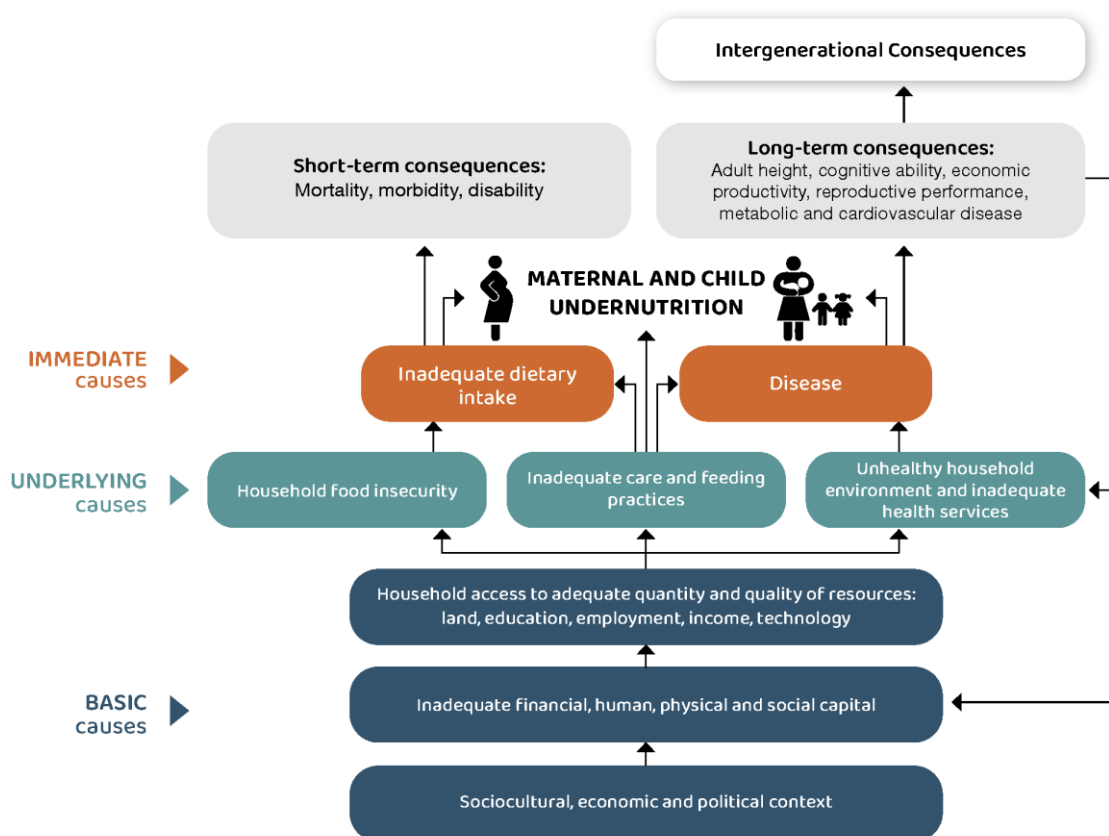 Intergenerational Consequences
Short-term consequences:
Mortality, morbidity, disability
Long-term consequences:
Adult height, cognitive ability, economic
productivity, reproductive performance,
metabolic and cardiovascular disease
MATERNAL AND CHILD
UNDERNUTRITION
IMMEDIATE
causes
Inadequate dietary
intake
Disease
UNDERLYING
causes
Household food insecurity
Inadequate care and feeding
practices
Unhealthy household
environment and inadequate
health services
Household access to adequate quantity and quality of resources:
land, education, employment, income, technology
BASIC
causes
Inadequate financial, human, physical and social capital
Sociocultural, economic and political context